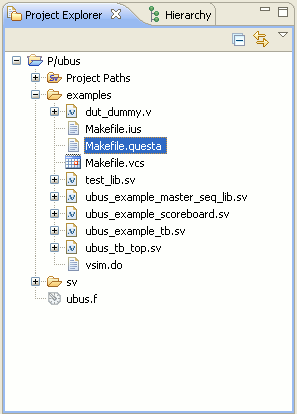 Project Explorer Hierarchy
P/ubus
Project Paths
examples
dut_dummy.v
Makefile.ius
Makefile.questa
Makefile.vcs
test_lib.sv
ubus_example_master_seq_lib.sv
ubus_example_scoreboard.sv
ubus_example_tb.sv
ubus_tb_top.sv
vsim.do
sv
ubus.f